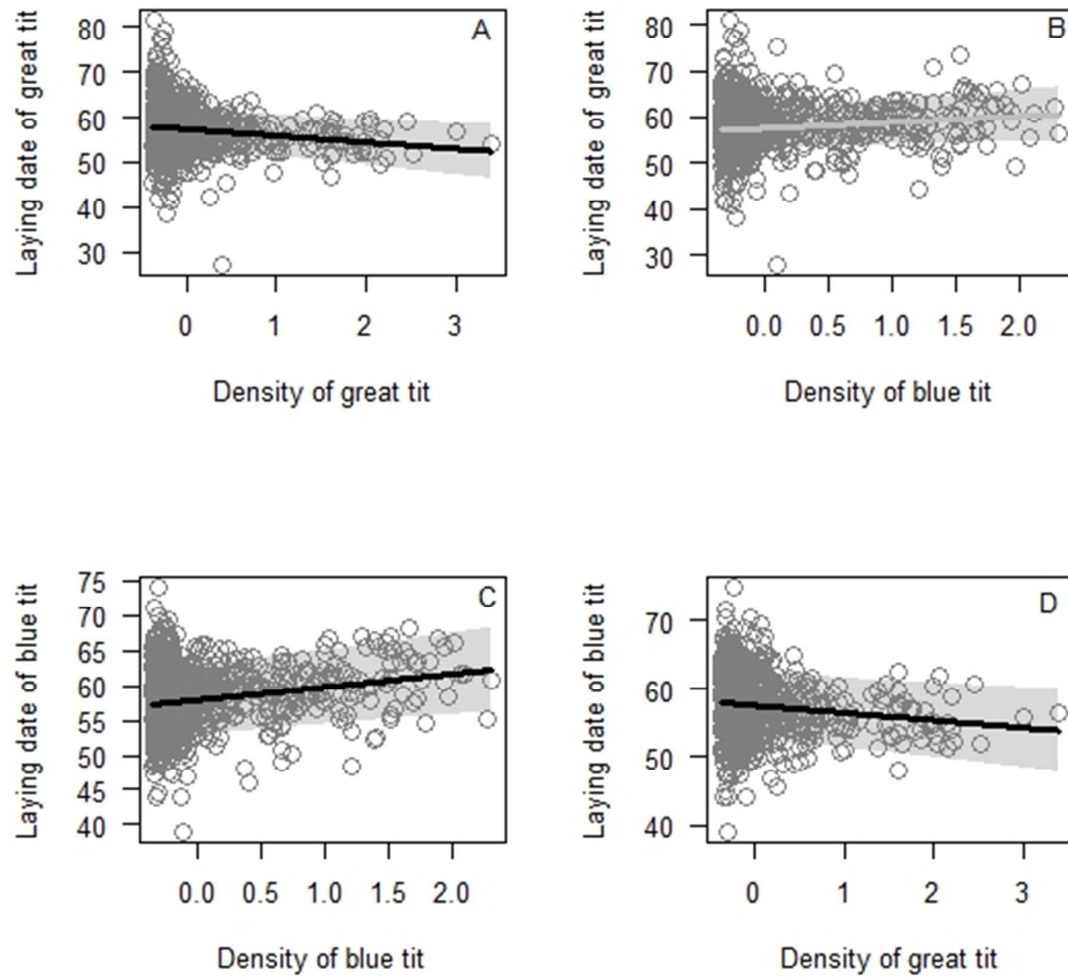 A
Laying date of great tit
80
70
60
50
40
30
0 1 2 3
Density of great tit
B
Laying date of great tit
80
70
60
50
40
30
0.0 0.5 1.0 1.5 2.0
Density of blue tit
C
Laying date of blue tit
75
70
65
60
55
50
45
40
0.0 0.5 1.0 1.5 2.0
Density of blue tit
D
Laying date of blue tit
70
60
50
40
0 1 2 3
Density of great tit